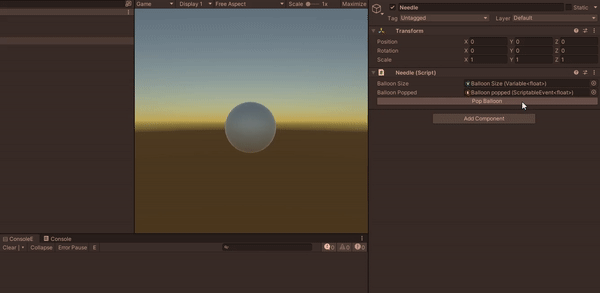 Game Display 1 Free Aspect Scale 1x Maximize
Needle Static
Tag Untagged Layer Default
Transform
Position X 0 Y 0 Z 0
Rotation X 0 Y 0 Z 0
Scale X 1 Y 1 Z 1
Needle (Script)
Balloon Size Balloon Size (Variable<float>)
Balloon Popped Balloon popped (ScriptableEvent<float>)
Pop Balloon
Add Component
ConsoleE Console
Clear Collapse Error Pause E 0 0 0